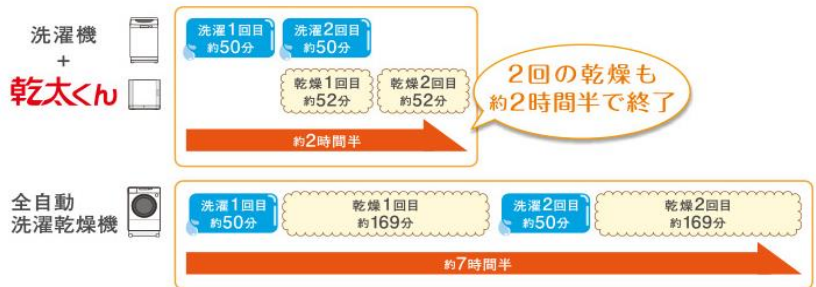 洗濯機
+
乾太くん
洗濯1回目
約50分
洗濯2回目
約50分
乾燥1回目
約52分
乾燥2回目
約52分
約2時間半
2回の乾燥も
約2時間半で終了
全自動
洗濯乾燥機
洗濯1回目
約50分
乾燥1回目
約169分
洗濯2回目
約50分
乾燥2回目
約169分
約7時間半